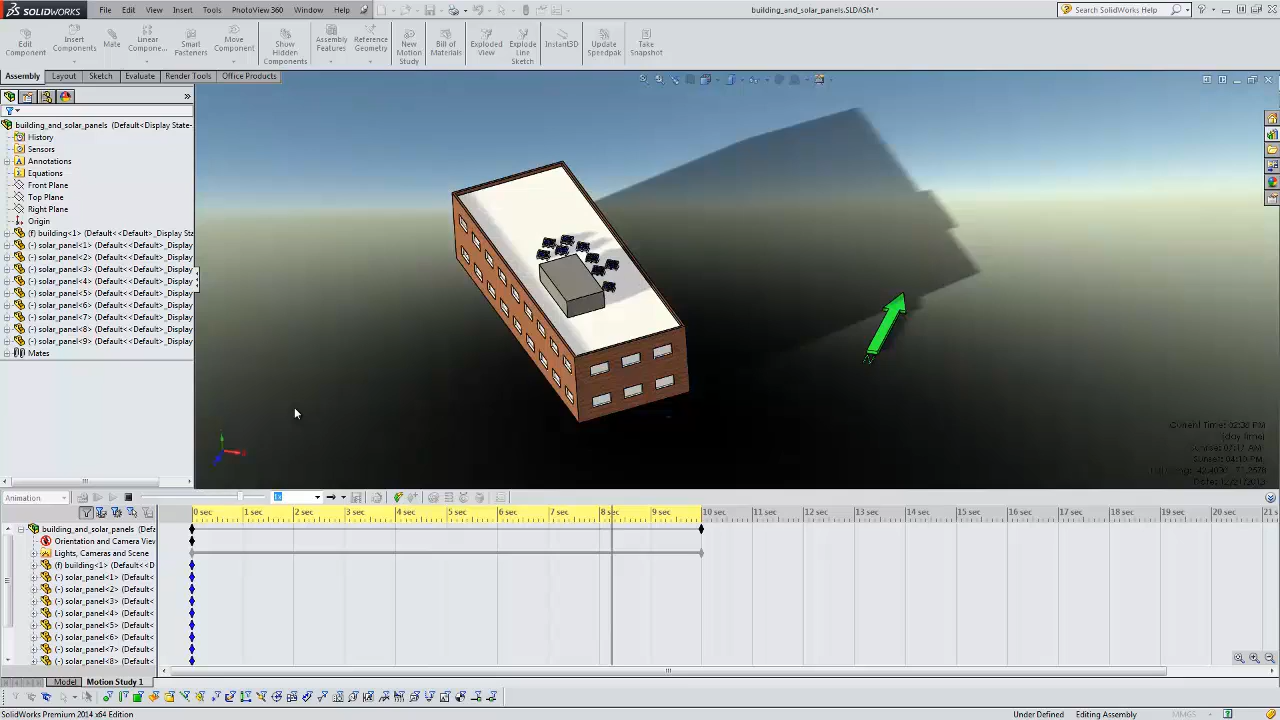 SOLIDWORKS File Edit View Insert Tools PhotoView 360 Window Help building_and_solar_panels.SLDASM * Search SolidWorks Help
Edit Component Insert Components Mate Linear Compone... Smart Fasteners Move Component Show Hidden Components Assembly Features Reference Geometry New Motion Study Bill of Materials Exploded View Explode Line Sketch Instant3D Update Speedpak Take Snapshot
Assembly Layout Sketch Evaluate Render Tools Office Products
building_and_solar_panels (Default<Display State-
History
Sensors
Annotations
Equations
Front Plane
Top Plane
Right Plane
Origin
(f) building<1> (Default<<Default>_Display
(-) solar_panel<1> (Default<<Default>_Display
(-) solar_panel<2> (Default<<Default>_Display
(-) solar_panel<3> (Default<<Default>_Display
(-) solar_panel<4> (Default<<Default>_Display
(-) solar_panel<5> (Default<<Default>_Display
(-) solar_panel<6> (Default<<Default>_Display
(-) solar_panel<7> (Default<<Default>_Display
(-) solar_panel<8> (Default<<Default>_Display
(-) solar_panel<9> (Default<<Default>_Display
Mates
(day time)
Animation
0 sec 1 sec 2 sec 3 sec 4 sec 5 sec 6 sec 7 sec 8 sec 9 sec 10 sec 11 sec 12 sec 13 sec 14 sec 15 sec 16 sec 17 sec 18 sec 19 sec 20 sec 21 s
building_and_solar_panels (Defa
Orientation and Camera View
Lights, Cameras and Scene
(f) building<1> (Default<<D
(-) solar_panel<1> (Default<
(-) solar_panel<2> (Default<
(-) solar_panel<3> (Default<
(-) solar_panel<4> (Default<
(-) solar_panel<5> (Default<
(-) solar_panel<6> (Default<
(-) solar_panel<7> (Default<
(-) solar_panel<8> (Default<
Model Motion Study 1
SolidWorks Premium 2014 x64 Edition Under Defined Editing Assembly MMGS